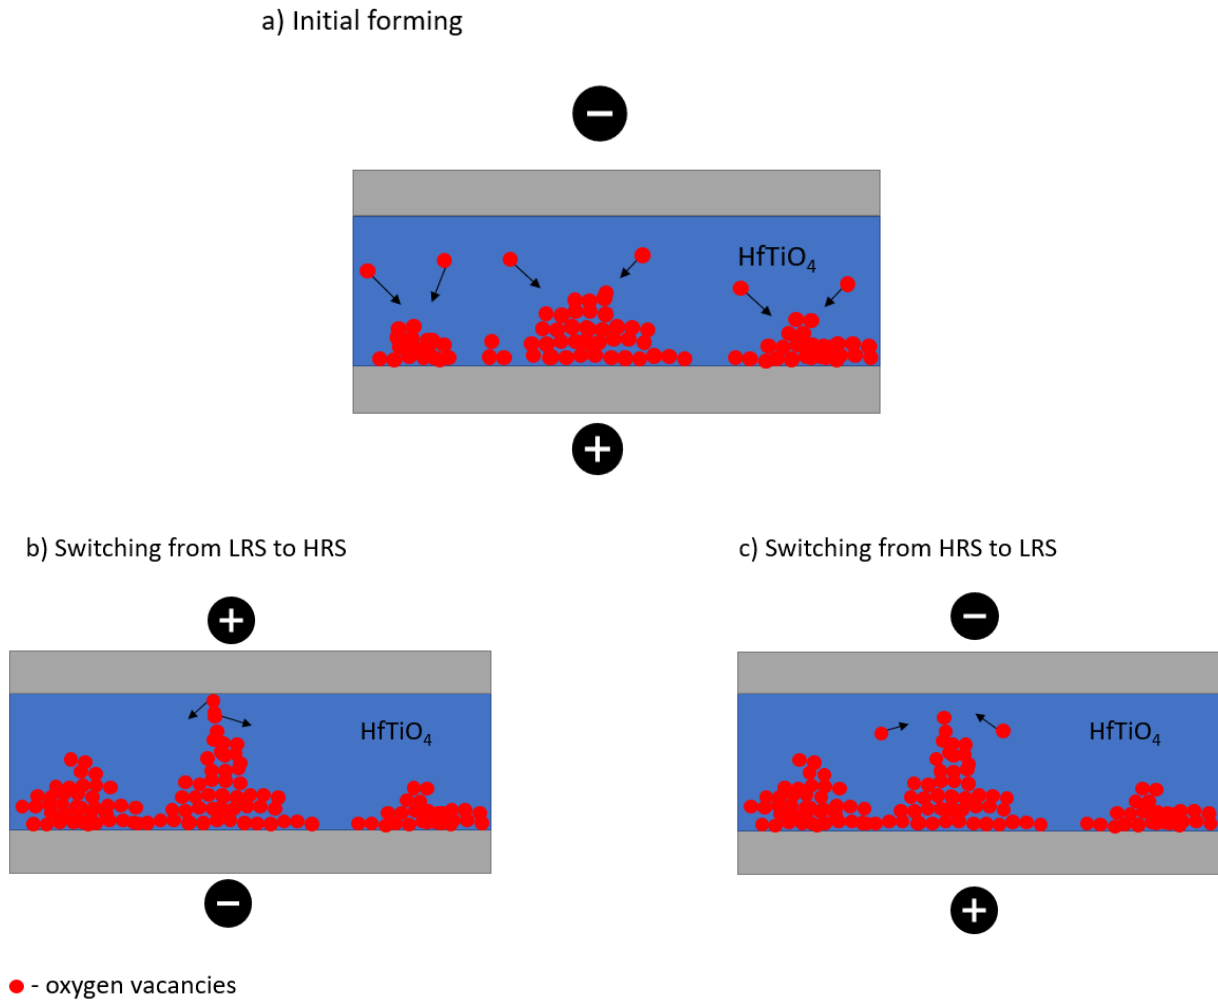 a) Initial forming
−
HfTiO₄
+
b) Switching from LRS to HRS
c) Switching from HRS to LRS
+
−
HfTiO₄
HfTiO₄
−
+
- oxygen vacancies